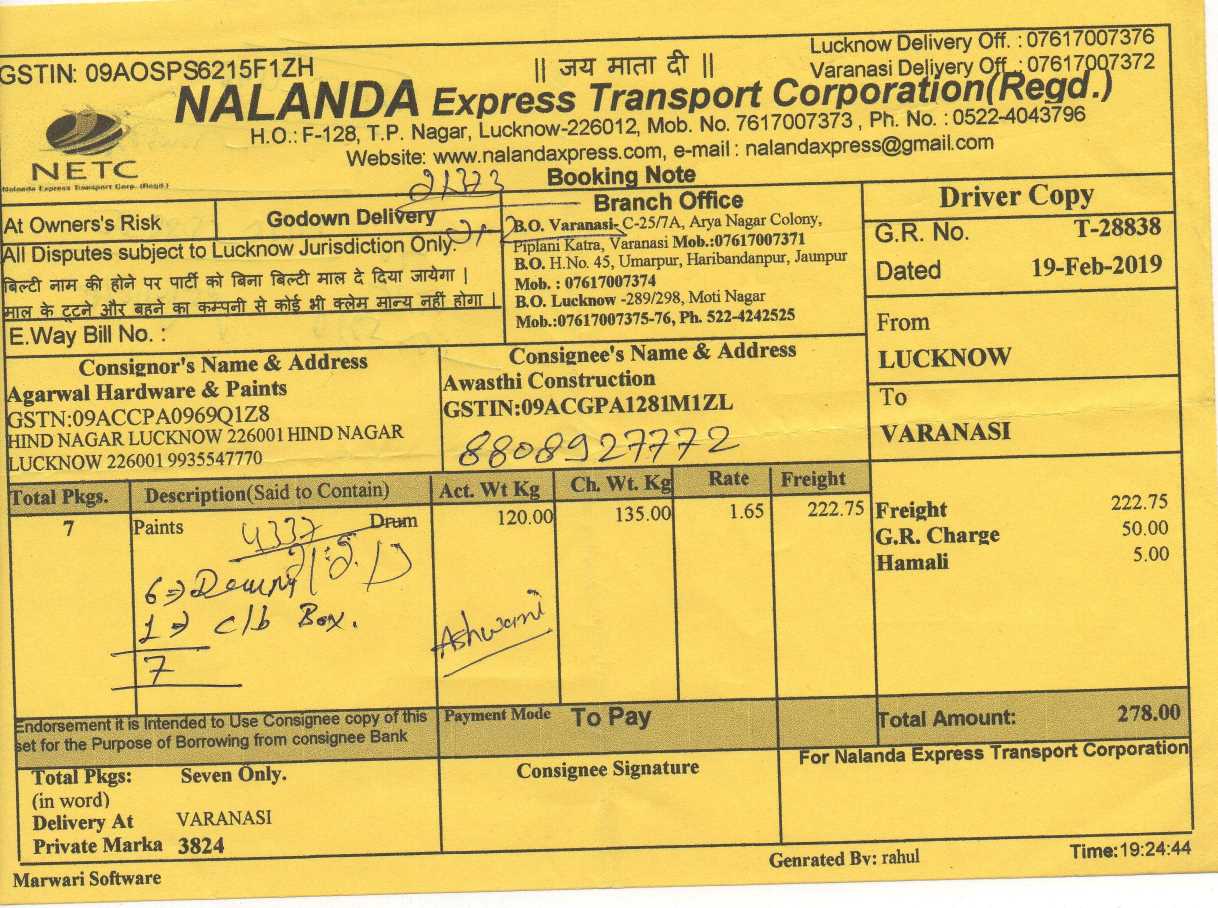 GSTIN: 09AOSPS6215F1ZH
|| जय माता दी ||
Lucknow Delivery Off. : 07617007376
Varanasi Delivery Off. : 07617007372
NALANDA Express Transport Corporation(Regd.)
H.O.: F-128, T.P. Nagar, Lucknow-226012, Mob. No. 7617007373 , Ph. No. : 0522-4043796
Website: www.nalandaxpress.com, e-mail : nalandaxpress@gmail.com
NETC
Nalanda Express Transport Corp. (Regd.)
21373
Booking Note
At Owners's Risk
Godown Delivery
All Disputes subject to Lucknow Jurisdiction Only.
बिल्टी नाम की होने पर पार्टी को बिना बिल्टी माल दे दिया जायेगा |
माल के टूटने और बहने का कम्पनी से कोई भी क्लेम मान्य नहीं होगा |
E.Way Bill No. :
Branch Office
B.O. Varanasi- C-25/7A, Arya Nagar Colony,
Piplani Katra, Varanasi Mob.:07617007371
B.O. H.No. 45, Umarpur, Haribandanpur, Jaunpur
Mob. : 07617007374
B.O. Lucknow -289/298, Moti Nagar
Mob.:07617007375-76, Ph. 522-4242525
Driver Copy
G.R. No. T-28838
Dated 19-Feb-2019
From
LUCKNOW
To
VARANASI
Consignor's Name & Address
Agarwal Hardware & Paints
GSTN:09ACCPA0969Q1Z8
HIND NAGAR LUCKNOW 226001 HIND NAGAR
LUCKNOW 226001 9935547770
Consignee's Name & Address
Awasthi Construction
GSTIN:09ACGPA1281M1ZL
8808927772
Total Pkgs. Description(Said to Contain) Act. Wt Kg Ch. Wt. Kg Rate Freight
7 Paints Drum 120.00 135.00 1.65 222.75
4337
6 ⇒
1 ⇒ c/b Box.
7
Ashwani
Freight 222.75
G.R. Charge 50.00
Hamali 5.00
Endorsement it is Intended to Use Consignee copy of this
set for the Purpose of Borrowing from consignee Bank
Payment Mode To Pay
Total Amount: 278.00
Total Pkgs: Seven Only.
(in word)
Delivery At VARANASI
Private Marka 3824
Consignee Signature
For Nalanda Express Transport Corporation
Marwari Software
Genrated By: rahul
Time:19:24:44